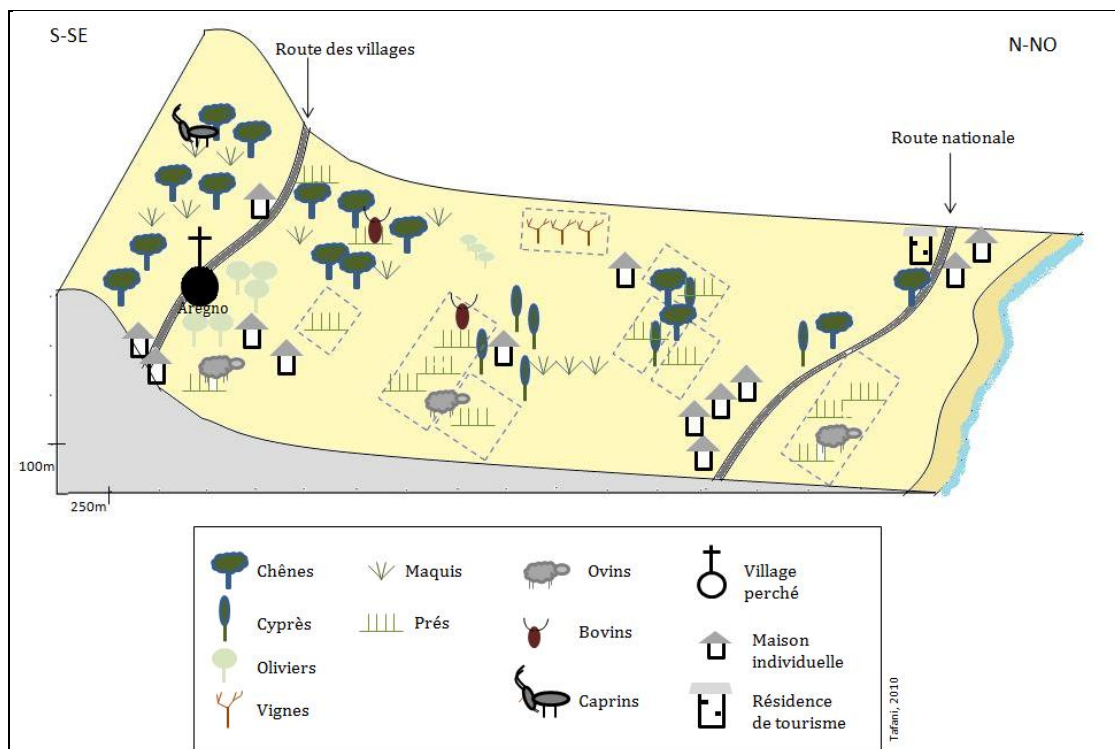 S-SE
N-NO
Route des villages
Route nationale
Aregno
100m
250m
Chênes
Maquis
Ovins
Village
perché
Cyprès
Prés
Bovins
Maison
individuelle
Oliviers
Vignes
Caprins
Résidence
de tourisme
Tafani, 2010